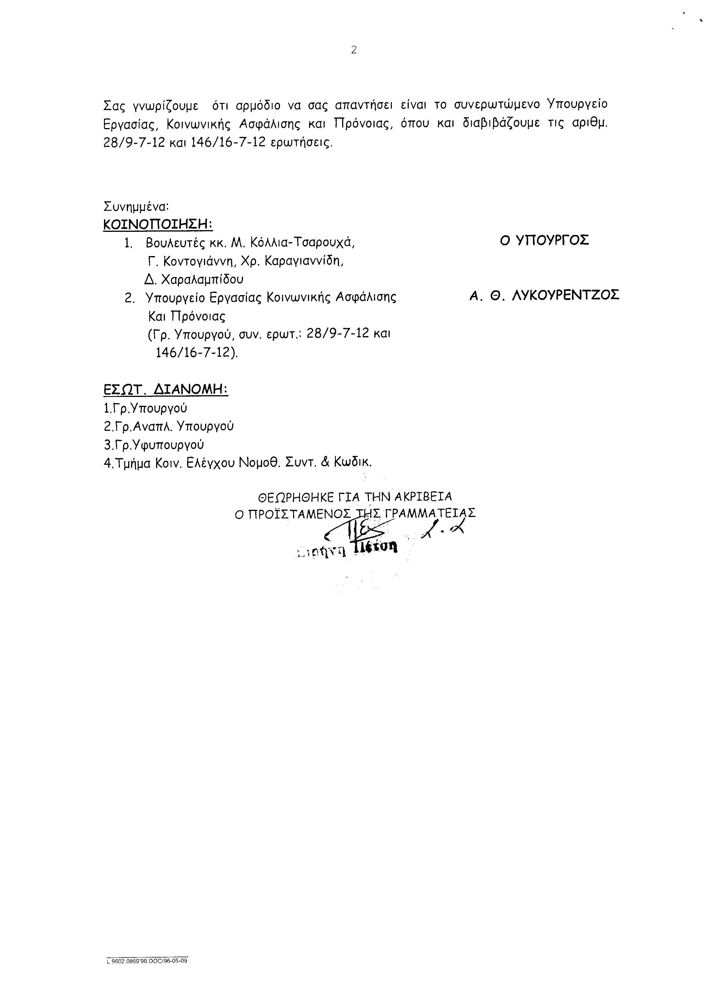 2
Σας γνωρίζουμε ότι αρμόδιο να σας απαντήσει είναι το συνερωτώμενο Υπουργείο
Εργασίας, Κοινωνικής Ασφάλισης και Πρόνοιας, όπου και διαβιβάζουμε τις αριθμ.
28/9-7-12 και 146/16-7-12 ερωτήσεις.
Συνημμένα:
ΚΟΙΝΟΠΟΙΗΣΗ:
1. Βουλευτές κκ. Μ. Κόλλια-Τσαρουχά,
Γ. Κοντογιάννη, Χρ. Καραγιαννίδη,
Δ. Χαραλαμπίδου
2. Υπουργείο Εργασίας Κοινωνικής Ασφάλισης
Και Πρόνοιας
(Γρ. Υπουργού, συν. ερωτ.: 28/9-7-12 και
146/16-7-12).
Ο ΥΠΟΥΡΓΟΣ
Α. Θ. ΛΥΚΟΥΡΕΝΤΖΟΣ
ΕΣΩΤ. ΔΙΑΝΟΜΗ:
1.Γρ.Υπουργού
2.Γρ.Αναπλ. Υπουργού
3.Γρ.Υφυπουργού
4.Τμήμα Κοιν. Ελέγχου Νομοθ. Συντ. & Κωδικ.
ΘΕΩΡΗΘΗΚΕ ΓΙΑ ΤΗΝ ΑΚΡΙΒΕΙΑ
Ο ΠΡΟΪΣΤΑΜΕΝΟΣ ΤΗΣ ΓΡΑΜΜΑΤΕΙΑΣ
Ειρήνη Πέτση
L 9602.0869'96.DOC/96-05-09